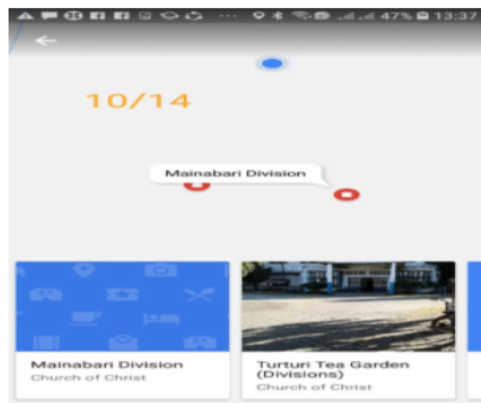 47% 13:37
10/14
Mainabari Division
Mainabari Division
Church of Christ
Turturi Tea Garden
(Divisions)
Church of Christ